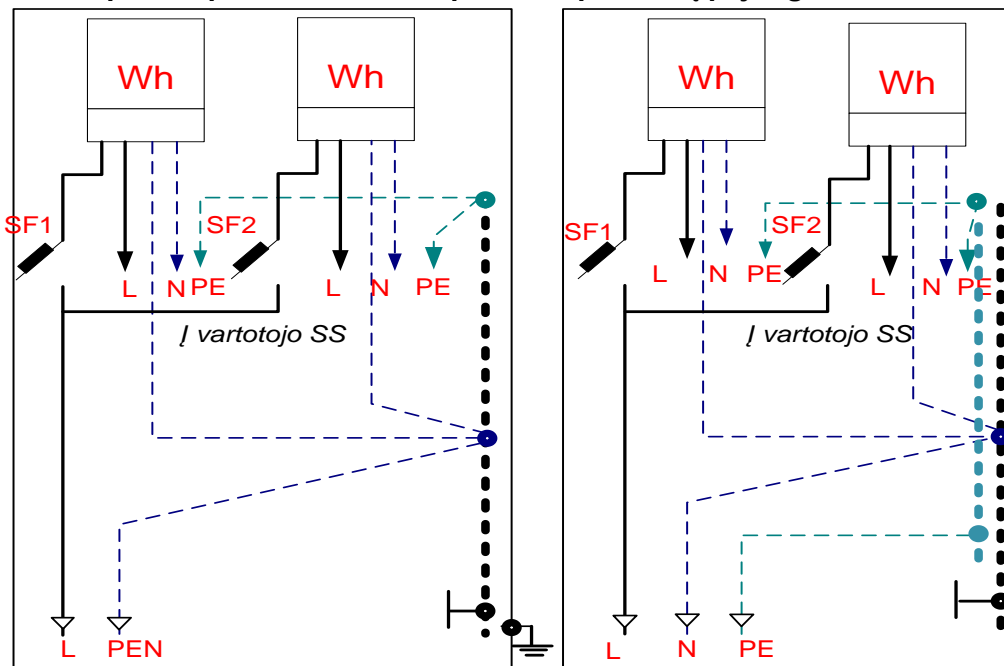 Wh Wh
SF1 SF2
L N PE L N PE
Į vartotojo SS
L PEN
Wh Wh
SF1 SF2
L N PE L N PE
Į vartotojo SS
L N PE